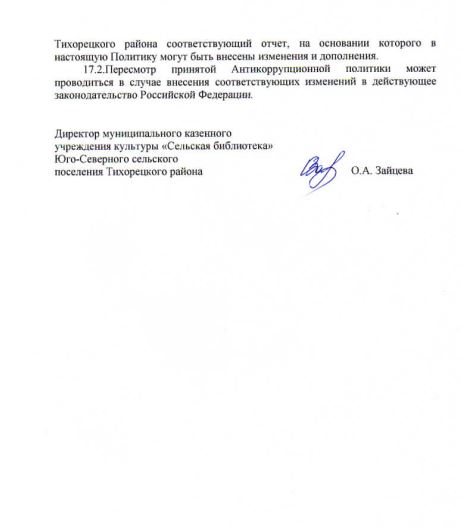 Тихорецкого района соответствующий отчет, на основании которого в
настоящую Политику могут быть внесены изменения и дополнения.
17.2.Пересмотр принятой Антикоррупционной политики может
проводиться в случае внесения соответствующих изменений в действующее
законодательство Российской Федерации.
Директор муниципального казенного
учреждения культуры «Сельская библиотека»
Юго-Северного сельского
поселения Тихорецкого района О.А. Зайцева